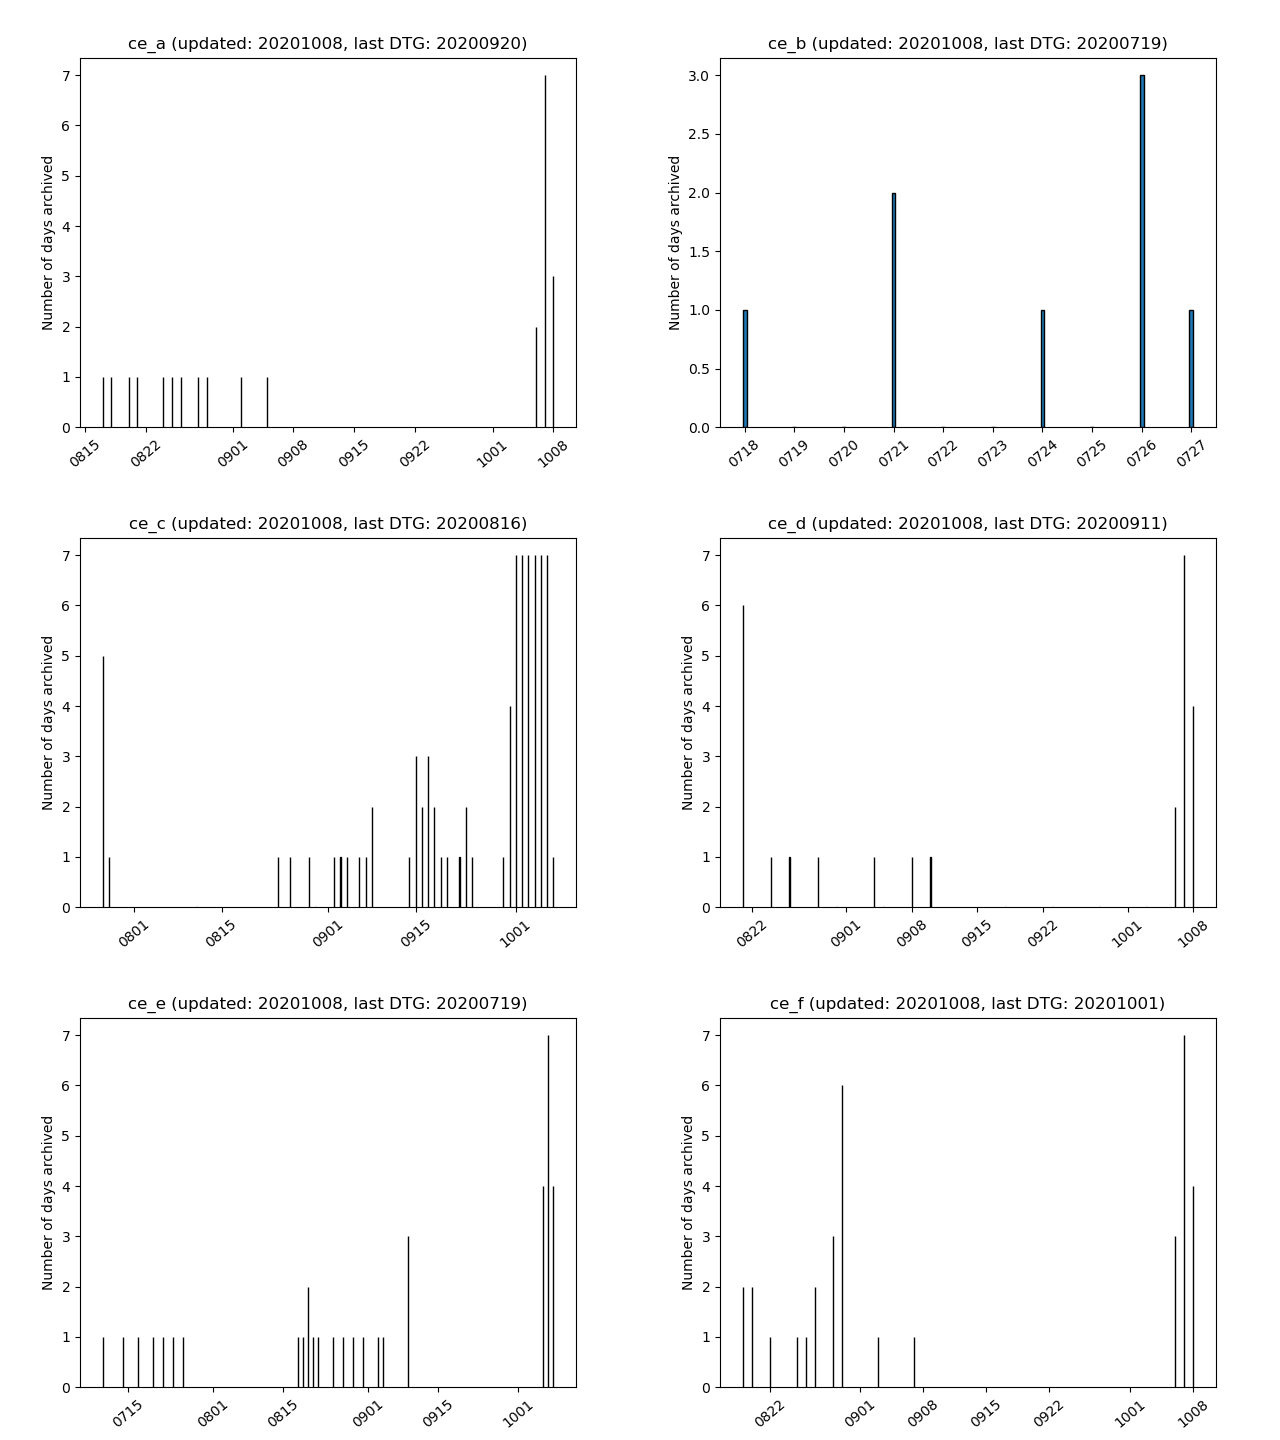 ce_a (updated: 20201008, last DTG: 20200920)
Number of days archived
7
6
5
4
3
2
1
0
0815 0822 0901 0908 0915 0922 1001 1008
ce_b (updated: 20201008, last DTG: 20200719)
Number of days archived
3.0
2.5
2.0
1.5
1.0
0.5
0.0
0718 0719 0720 0721 0722 0723 0724 0725 0726 0727
ce_c (updated: 20201008, last DTG: 20200816)
Number of days archived
7
6
5
4
3
2
1
0
0801 0815 0901 0915 1001
ce_d (updated: 20201008, last DTG: 20200911)
Number of days archived
7
6
5
4
3
2
1
0
0822 0901 0908 0915 0922 1001 1008
ce_e (updated: 20201008, last DTG: 20200719)
Number of days archived
7
6
5
4
3
2
1
0
0715 0801 0815 0901 0915 1001
ce_f (updated: 20201008, last DTG: 20201001)
Number of days archived
7
6
5
4
3
2
1
0
0822 0901 0908 0915 0922 1001 1008